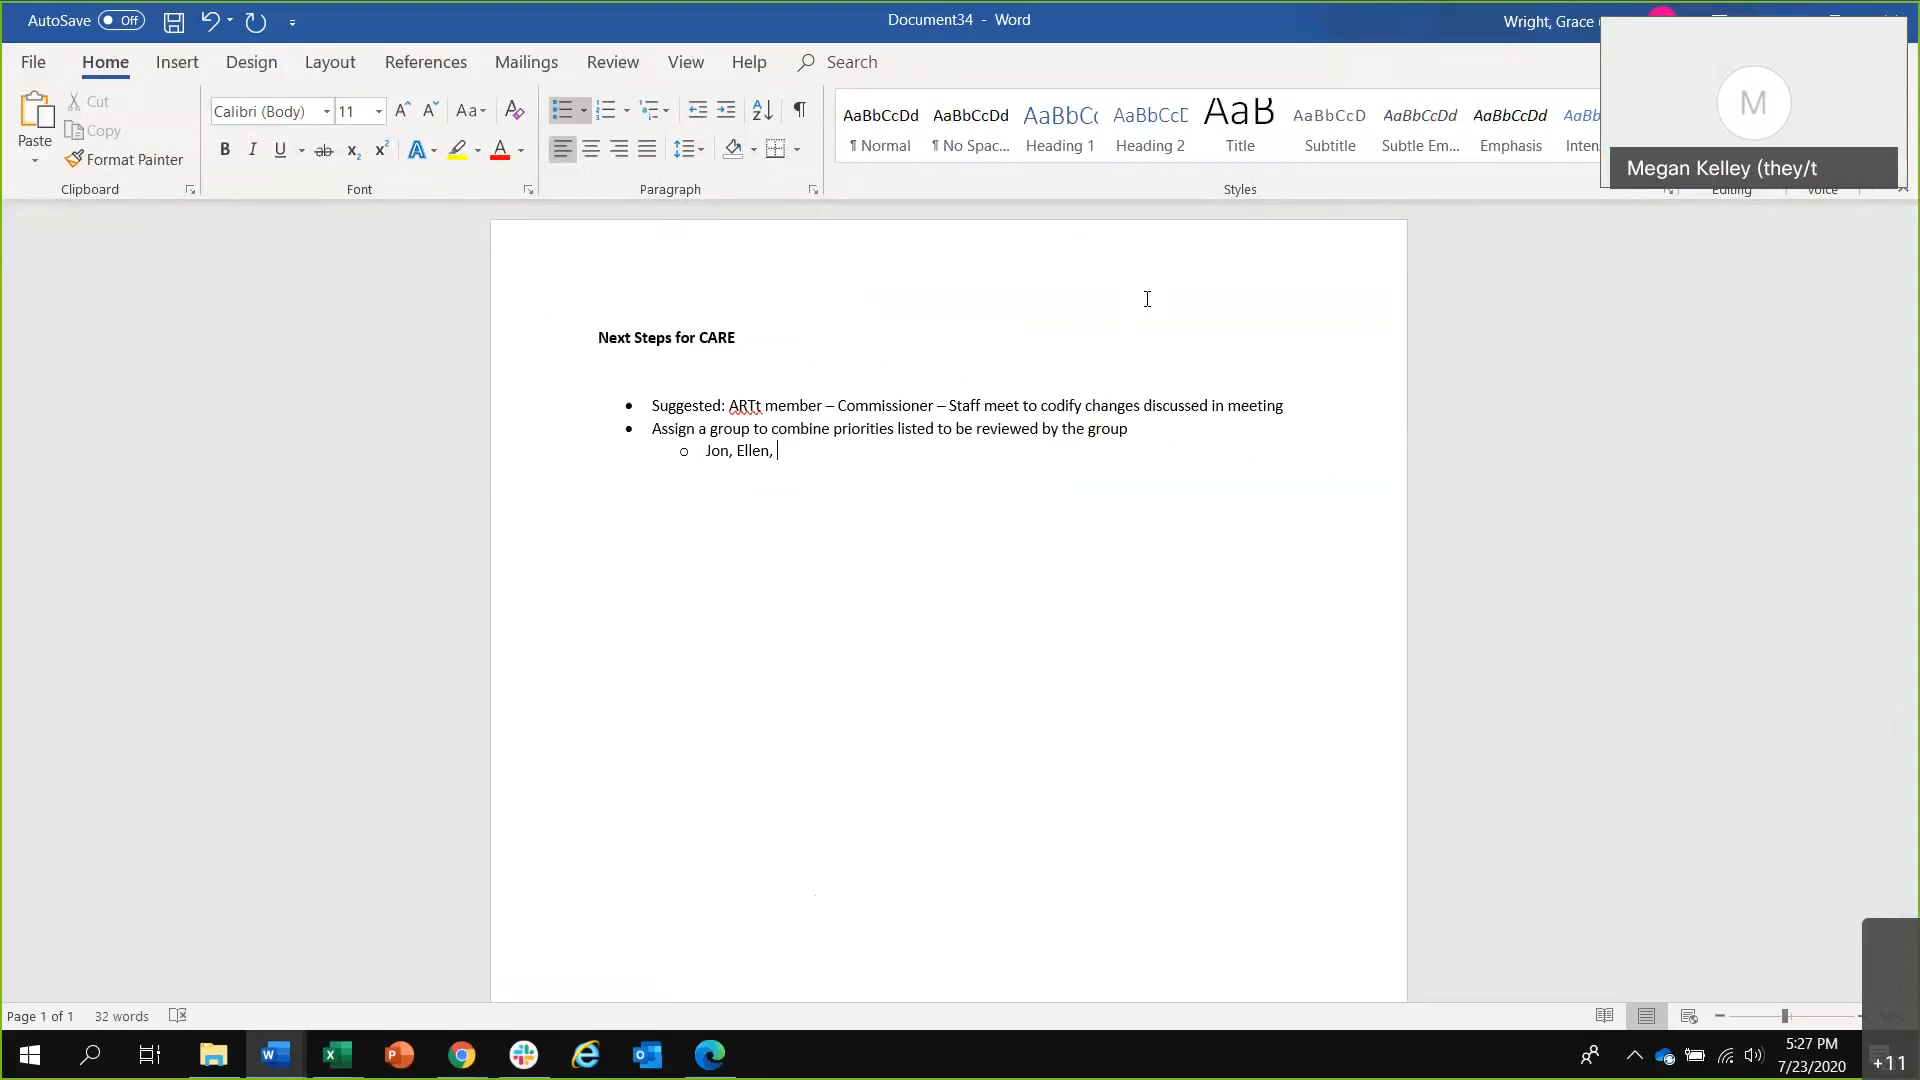 AutoSave Off Document34 - Word Wright, Grace
File Home Insert Design Layout References Mailings Review View Help Search
Paste Cut
Copy
Format Painter
Clipboard
Calibri (Body) 11
Font
Paragraph
AaBbCcDd AaBbCcDd AaBbCc AaBbCcD AaB AaBbCcD AaBbCcDd AaBbCcDd AaBb
¶ Normal ¶ No Spac... Heading 1 Heading 2 Title Subtitle Subtle Em... Emphasis Inten
Styles
Editing Voice
M
Megan Kelley (they/t
Next Steps for CARE
• Suggested: ARTt member – Commissioner – Staff meet to codify changes discussed in meeting
• Assign a group to combine priorities listed to be reviewed by the group
o Jon, Ellen,
Page 1 of 1 32 words
5:27 PM
7/23/2020
+11